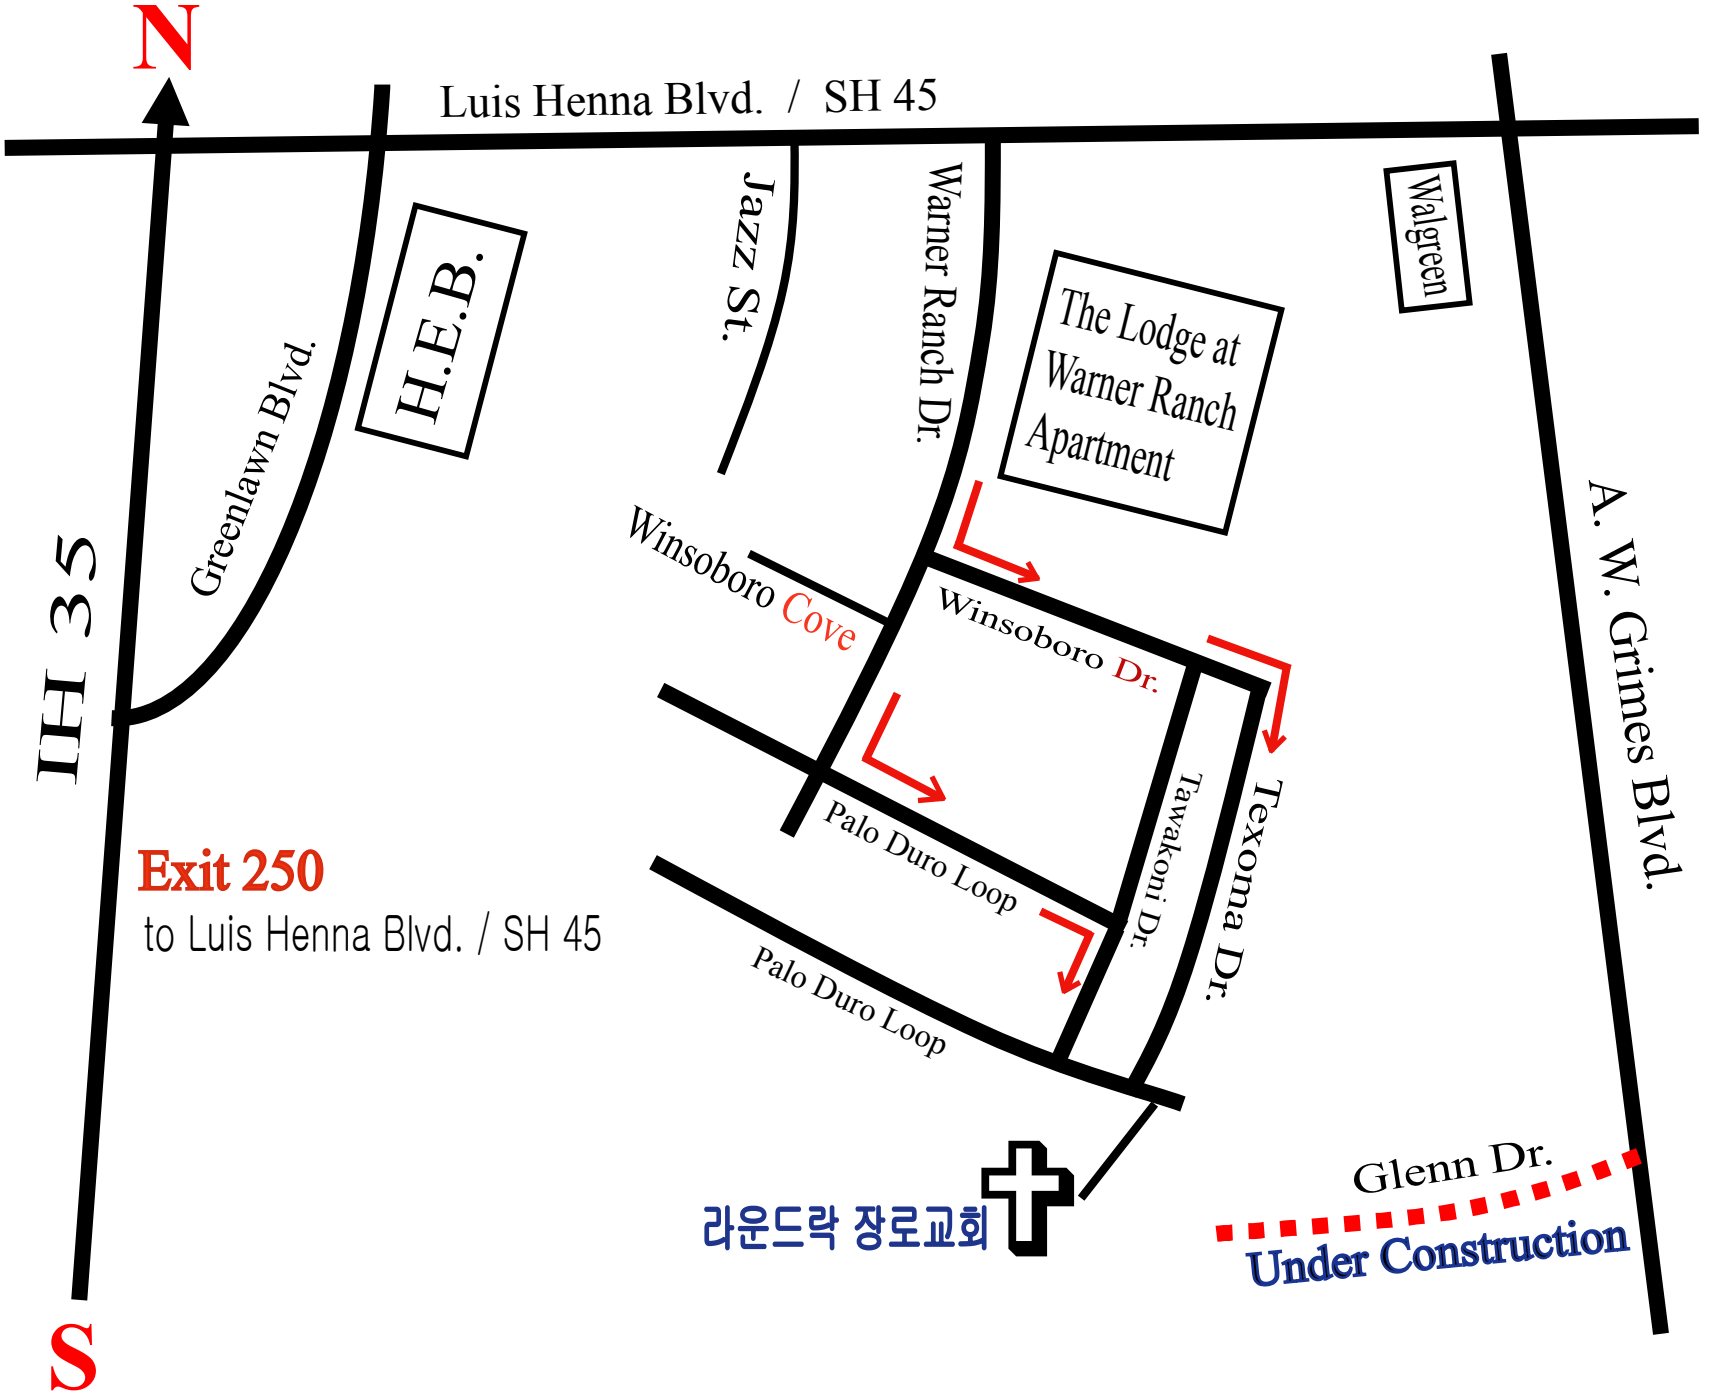 N
Luis Henna Blvd. / SH 45
Jazz St.
Warner Ranch Dr.
Walgreen
H.E.B.
The Lodge at
Warner Ranch
Apartment
Greenlawn Blvd.
IH 35
Winsoboro Cove
Winsoboro Dr.
A. W. Grimes Blvd.
Tawakoni Dr.
Texoma Dr.
Palo Duro Loop
Exit 250
to Luis Henna Blvd. / SH 45
Palo Duro Loop
라운드락 장로교회
Glenn Dr.
Under Construction
S